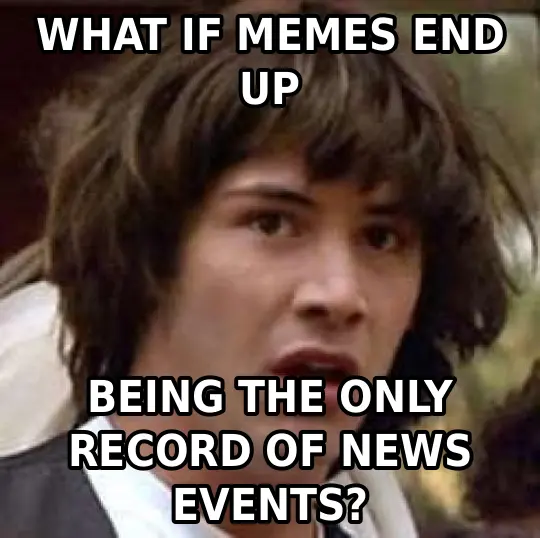 WHAT IF MEMES END
UP
BEING THE ONLY
RECORD OF NEWS
EVENTS?